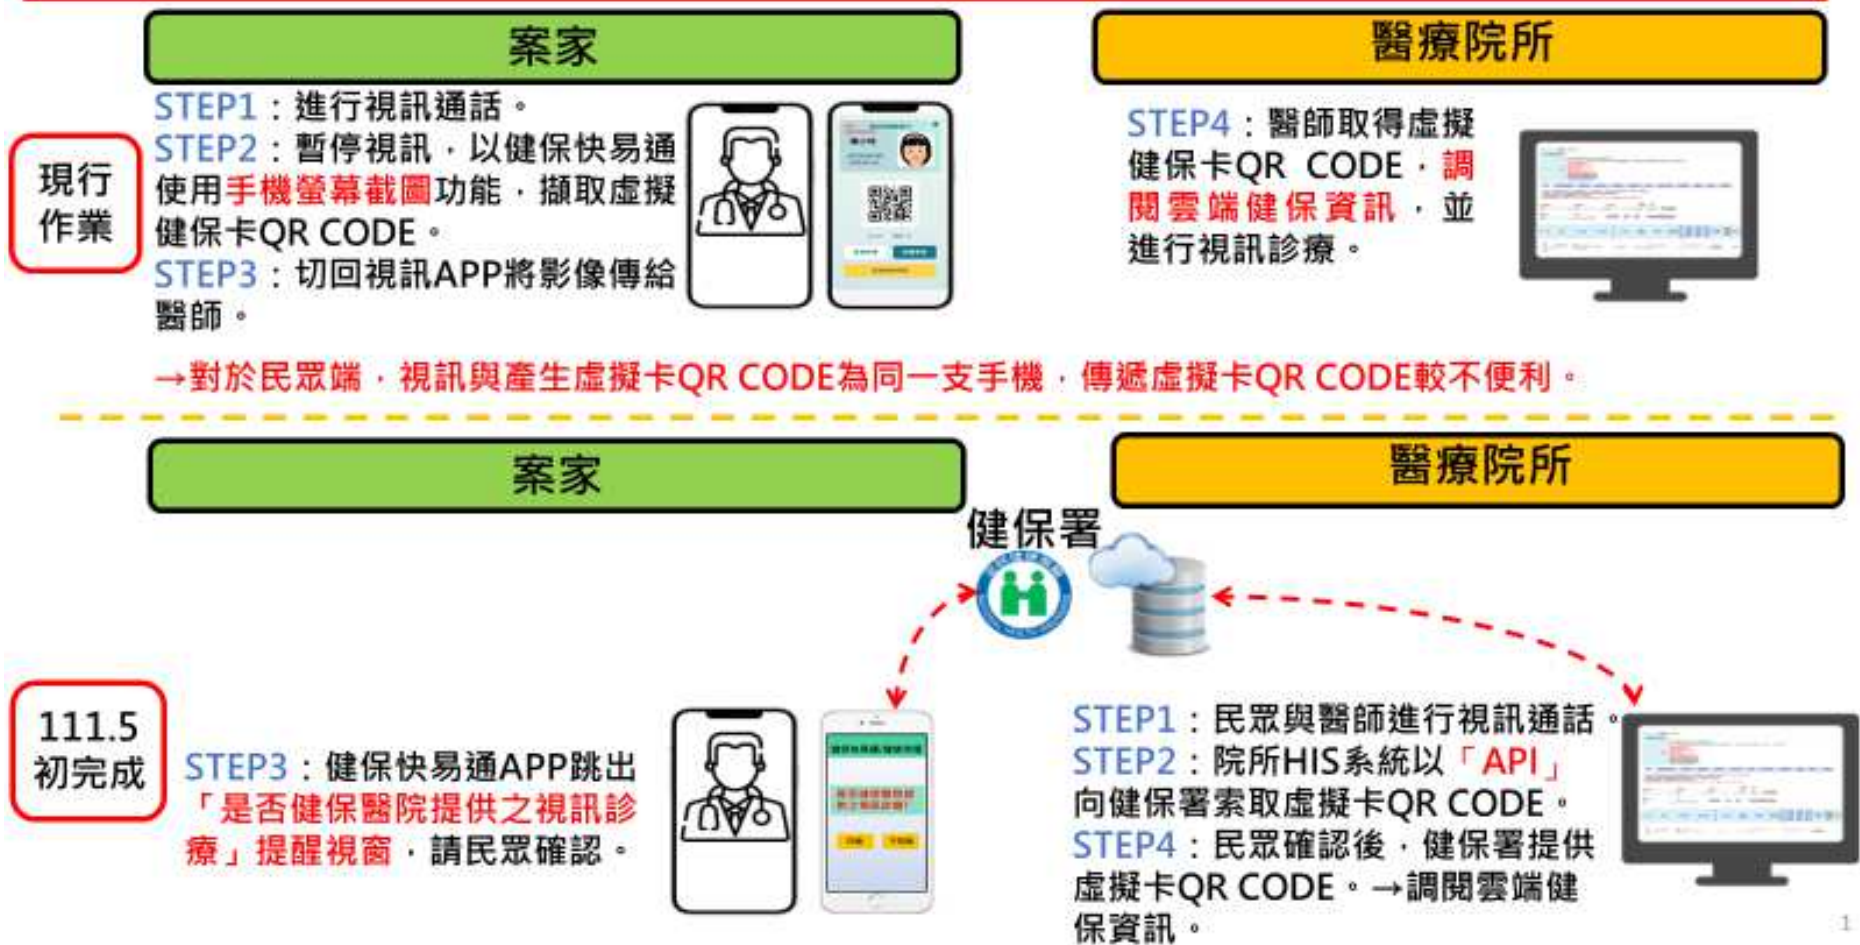 案家
醫療院所
現行
作業
STEP1：進行視訊通話。
STEP2：暫停視訊，以健保快易通
使用手機螢幕截圖功能，擷取虛擬
健保卡QR CODE。
STEP3：切回視訊APP將影像傳給
醫師。
STEP4：醫師取得虛擬
健保卡QR CODE，調
閱雲端健保資訊，並
進行視訊診療。
→對於民眾端，視訊與產生虛擬卡QR CODE為同一支手機，傳遞虛擬卡QR CODE較不便利。
案家
醫療院所
健保署
111.5
初完成
STEP3：健保快易通APP跳出
「是否健保醫院提供之視訊診
療」提醒視窗，請民眾確認。
STEP1：民眾與醫師進行視訊通話。
STEP2：院所HIS系統以「API」
向健保署索取虛擬卡QR CODE。
STEP4：民眾確認後，健保署提供
虛擬卡QR CODE。→調閱雲端健
保資訊。
1